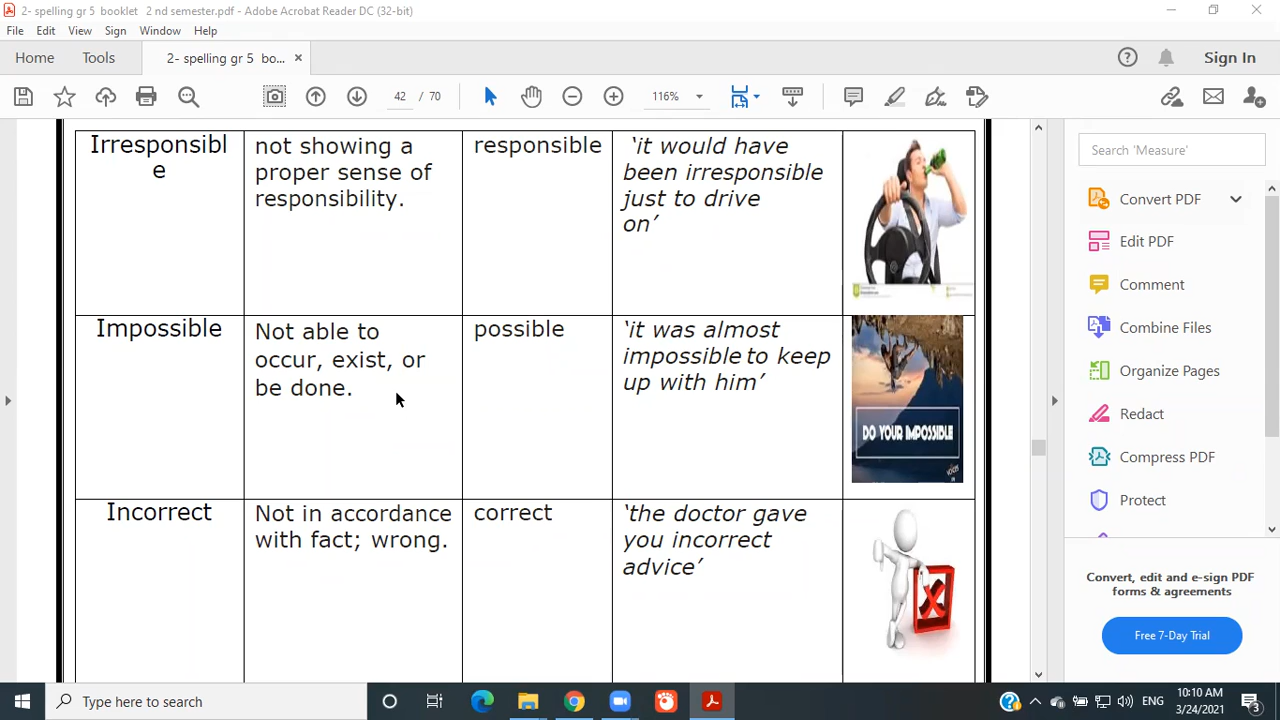 2- spelling gr 5 booklet 2 nd semester.pdf - Adobe Acrobat Reader DC (32-bit)
File Edit View Sign Window Help
Home Tools 2- spelling gr 5 bo... Sign In
42 / 70 116%
Irresponsibl
e
not showing a
proper sense of
responsibility.
responsible
‘it would have
been irresponsible
just to drive
on’
Impossible
Not able to
occur, exist, or
be done.
possible
‘it was almost
impossible to keep
up with him’
DO YOUR IMPOSSIBLE
Incorrect
Not in accordance
with fact; wrong.
correct
‘the doctor gave
you incorrect
advice’
Search 'Measure'
Convert PDF
Edit PDF
Comment
Combine Files
Organize Pages
Redact
Compress PDF
Protect
Convert, edit and e-sign PDF
forms & agreements
Free 7-Day Trial
Type here to search
ENG
10:10 AM
3/24/2021
3